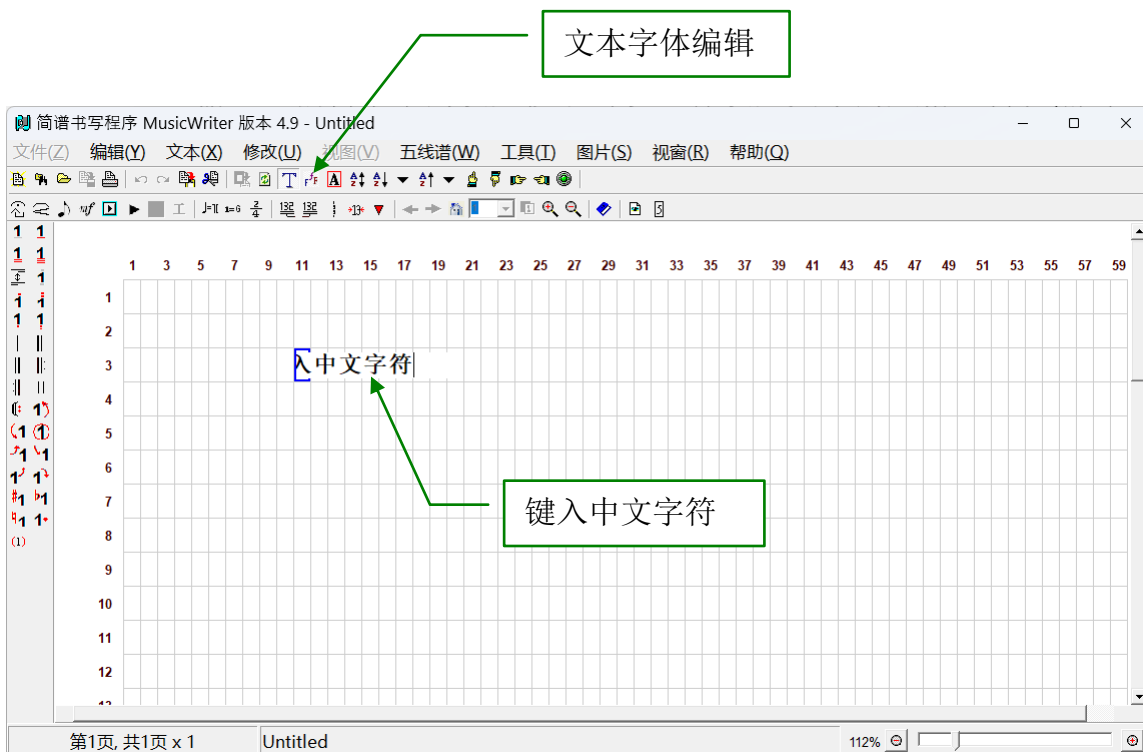 文本字体编辑
简谱书写程序 MusicWriter 版本 4.9 - Untitled
文件(Z) 编辑(Y) 文本(X) 修改(U) 视图(V) 五线谱(W) 工具(T) 图片(S) 视窗(R) 帮助(Q)
1 3 5 7 9 11 13 15 17 19 21 23 25 27 29 31 33 35 37 39 41 43 45 47 49 51 53 55 57 59
1
2
3
入中文字符
4
5
6
7
键入中文字符
8
9
10
11
12
第1页, 共1页 x 1
Untitled
112%